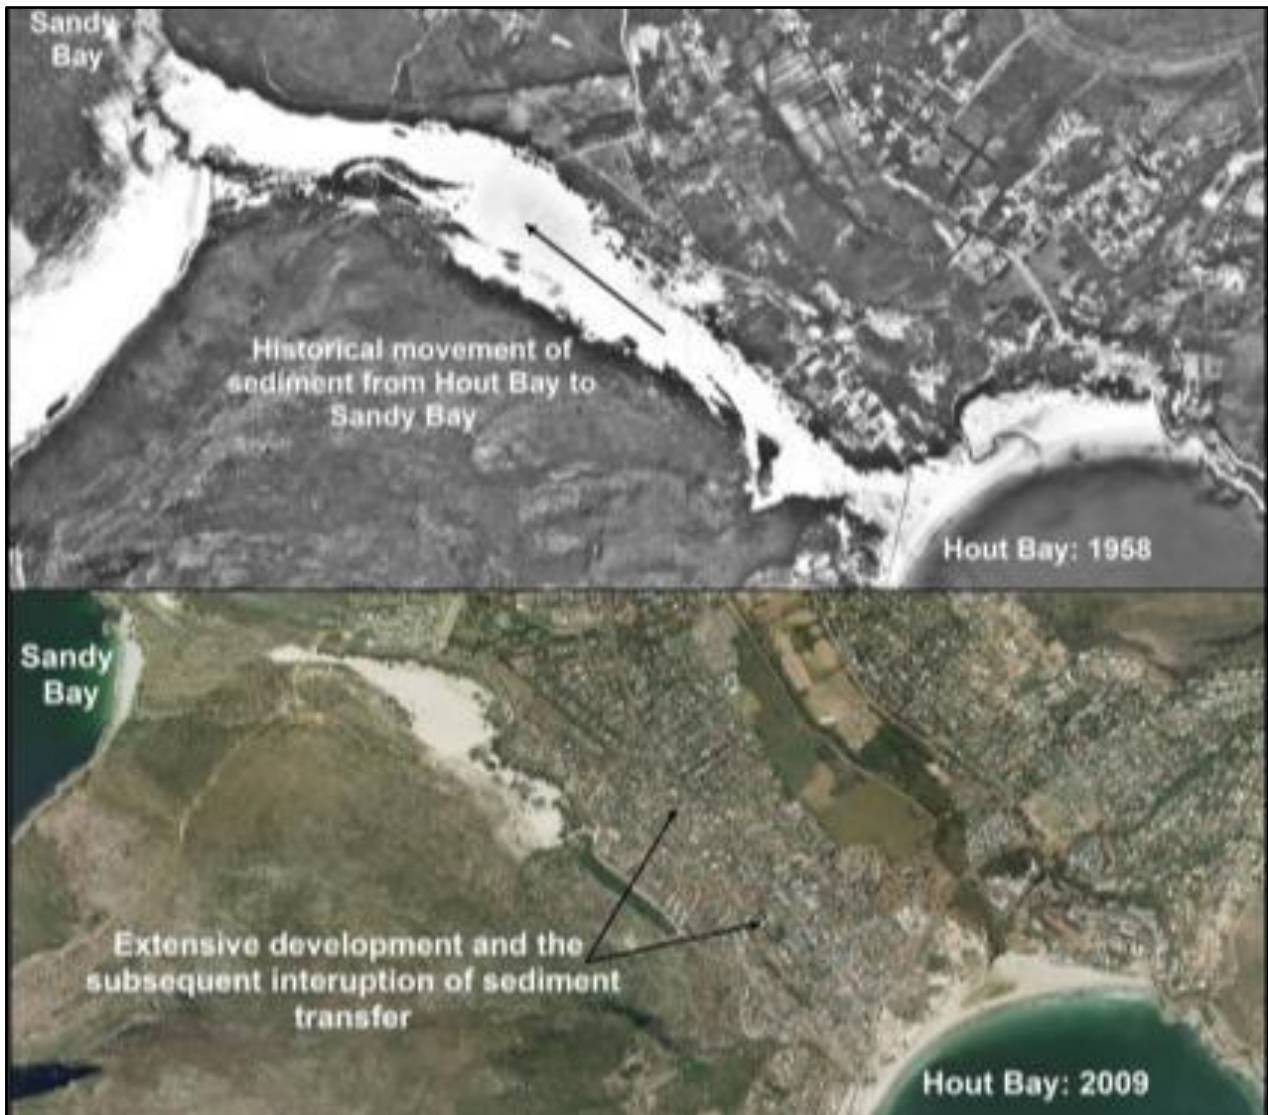 Sandy
Bay
Historical movement of
sediment from Hout Bay to
Sandy Bay
Hout Bay: 1958
Sandy
Bay
Extensive development and the
subsequent interuption of sediment
transfer
Hout Bay: 2009